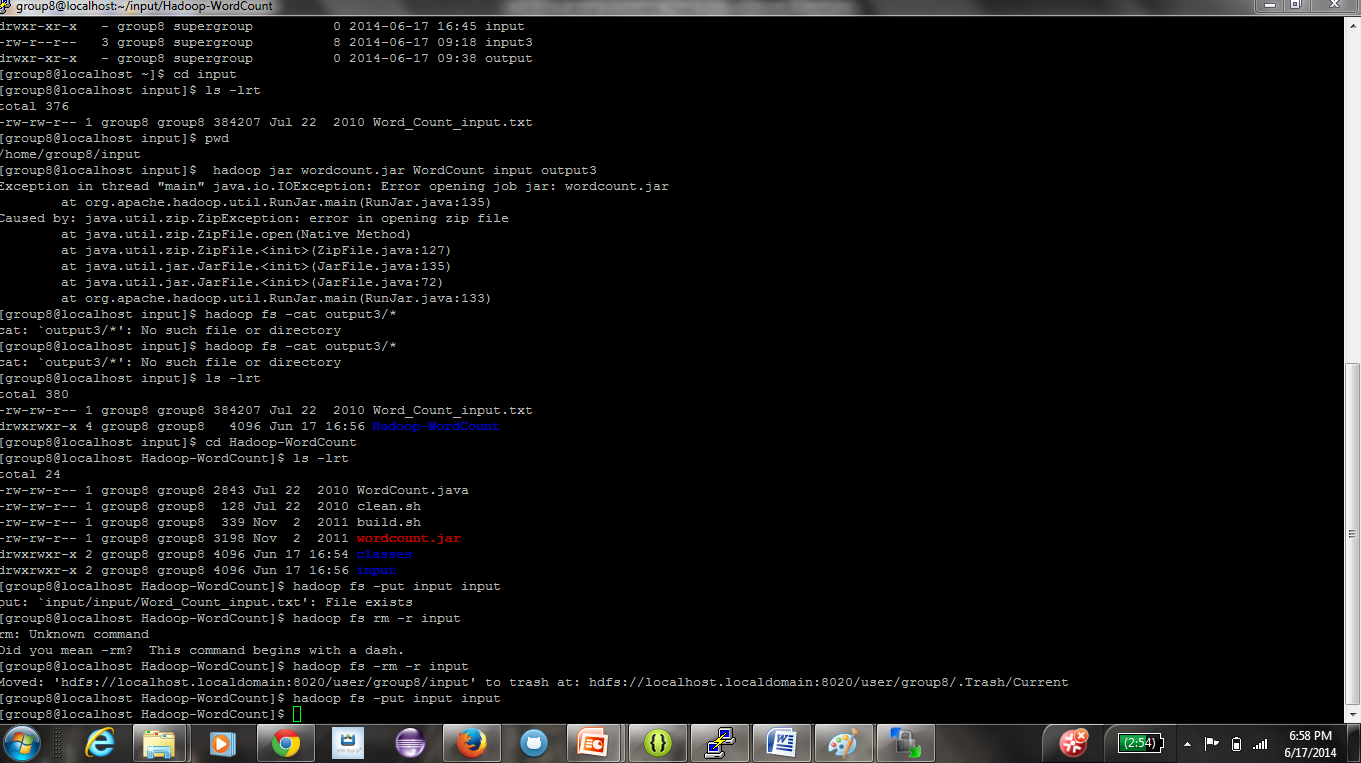 group8@localhost:~/input/Hadoop-WordCount
drwxr-xr-x   - group8 supergroup          0 2014-06-17 16:45 input
-rw-r--r--   3 group8 supergroup          8 2014-06-17 09:18 input3
drwxr-xr-x   - group8 supergroup          0 2014-06-17 09:38 output
[group8@localhost ~]$ cd input
[group8@localhost input]$ ls -lrt
total 376
-rw-rw-r-- 1 group8 group8 384207 Jul 22  2010 Word_Count_input.txt
[group8@localhost input]$ pwd
/home/group8/input
[group8@localhost input]$  hadoop jar wordcount.jar WordCount input output3
Exception in thread "main" java.io.IOException: Error opening job jar: wordcount.jar
        at org.apache.hadoop.util.RunJar.main(RunJar.java:135)
Caused by: java.util.zip.ZipException: error in opening zip file
        at java.util.zip.ZipFile.open(Native Method)
        at java.util.zip.ZipFile.<init>(ZipFile.java:127)
        at java.util.jar.JarFile.<init>(JarFile.java:135)
        at java.util.jar.JarFile.<init>(JarFile.java:72)
        at org.apache.hadoop.util.RunJar.main(RunJar.java:133)
[group8@localhost input]$ hadoop fs -cat output3/*
cat: `output3/*': No such file or directory
[group8@localhost input]$ hadoop fs -cat output3/*
cat: `output3/*': No such file or directory
[group8@localhost input]$ ls -lrt
total 380
-rw-rw-r-- 1 group8 group8 384207 Jul 22  2010 Word_Count_input.txt
drwxrwxr-x 4 group8 group8   4096 Jun 17 16:56 Hadoop-WordCount
[group8@localhost input]$ cd Hadoop-WordCount
[group8@localhost Hadoop-WordCount]$ ls -lrt
total 24
-rw-rw-r-- 1 group8 group8 2843 Jul 22  2010 WordCount.java
-rw-rw-r-- 1 group8 group8  128 Jul 22  2010 clean.sh
-rw-rw-r-- 1 group8 group8  339 Nov  2  2011 build.sh
-rw-rw-r-- 1 group8 group8 3198 Nov  2  2011 wordcount.jar
drwxrwxr-x 2 group8 group8 4096 Jun 17 16:54 classes
drwxrwxr-x 2 group8 group8 4096 Jun 17 16:56 input
[group8@localhost Hadoop-WordCount]$ hadoop fs -put input input
put: `input/input/Word_Count_input.txt': File exists
[group8@localhost Hadoop-WordCount]$ hadoop fs rm -r input
rm: Unknown command
Did you mean -rm?  This command begins with a dash.
[group8@localhost Hadoop-WordCount]$ hadoop fs -rm -r input
Moved: 'hdfs://localhost.localdomain:8020/user/group8/input' to trash at: hdfs://localhost.localdomain:8020/user/group8/.Trash/Current
[group8@localhost Hadoop-WordCount]$ hadoop fs -put input input
[group8@localhost Hadoop-WordCount]$
(2:54)
6:58 PM
6/17/2014